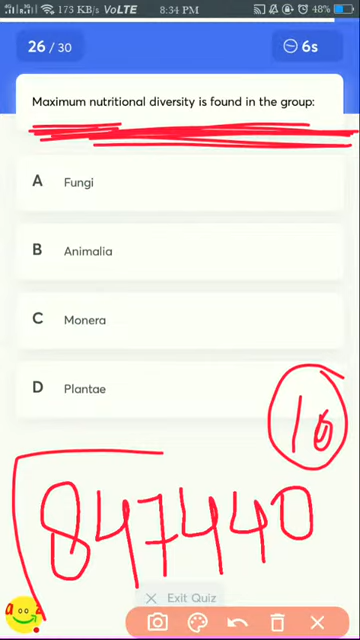 173 KB/s VoLTE 8:34 PM 48%
26 / 30 6s
Maximum nutritional diversity is found in the group:
A Fungi
B Animalia
C Monera
D Plantae
10
847440
Exit Quiz